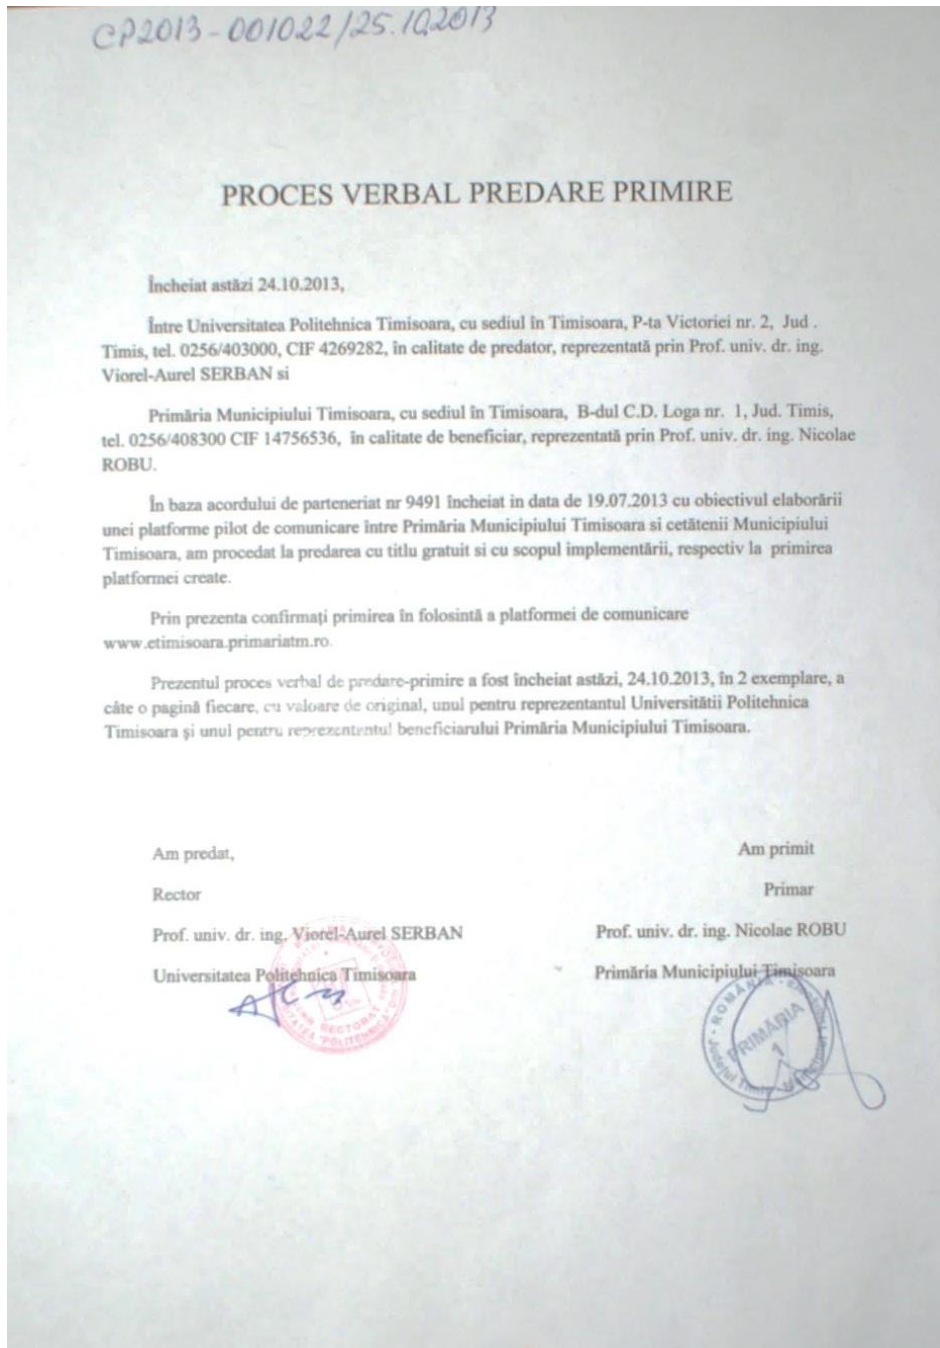 CP2013-001022/25.10.2013
PROCES VERBAL PREDARE PRIMIRE
Încheiat astăzi 24.10.2013,
Între Universitatea Politehnica Timisoara, cu sediul în Timisoara, P-ta Victoriei nr. 2, Jud .
Timis, tel. 0256/403000, CIF 4269282, în calitate de predator, reprezentată prin Prof. univ. dr. ing.
Viorel-Aurel SERBAN si
Primăria Municipiului Timisoara, cu sediul în Timisoara, B-dul C.D. Loga nr. 1, Jud. Timis,
tel. 0256/408300 CIF 14756536, în calitate de beneficiar, reprezentată prin Prof. univ. dr. ing. Nicolae
ROBU.
În baza acordului de parteneriat nr 9491 încheiat in data de 19.07.2013 cu obiectivul elaborării
unei platforme pilot de comunicare între Primăria Municipiului Timisoara si cetătenii Municipiului
Timisoara, am procedat la predarea cu titlu gratuit si cu scopul implementării, respectiv la primirea
platformei create.
Prin prezenta confirmați primirea în folosintă a platformei de comunicare
www.etimisoara.primariatm.ro.
Prezentul proces verbal de predare-primire a fost încheiat astăzi, 24.10.2013, în 2 exemplare, a
câte o pagină fiecare, cu valoare de original, unul pentru reprezentantul Universitătii Politehnica
Timisoara şi unul pentru reprezententul beneficiarului Primăria Municipiului Timisoara.
Am predat,
Am primit
Rector
Primar
Prof. univ. dr. ing. Viorel-Aurel SERBAN
Prof. univ. dr. ing. Nicolae ROBU
Universitatea Politehnica Timisoara
Primăria Municipiului Timisoara
RECTORAT
"POLITEHNICA"
ROMÂNIA
PRIMĂRIA
1
Județul Timiș